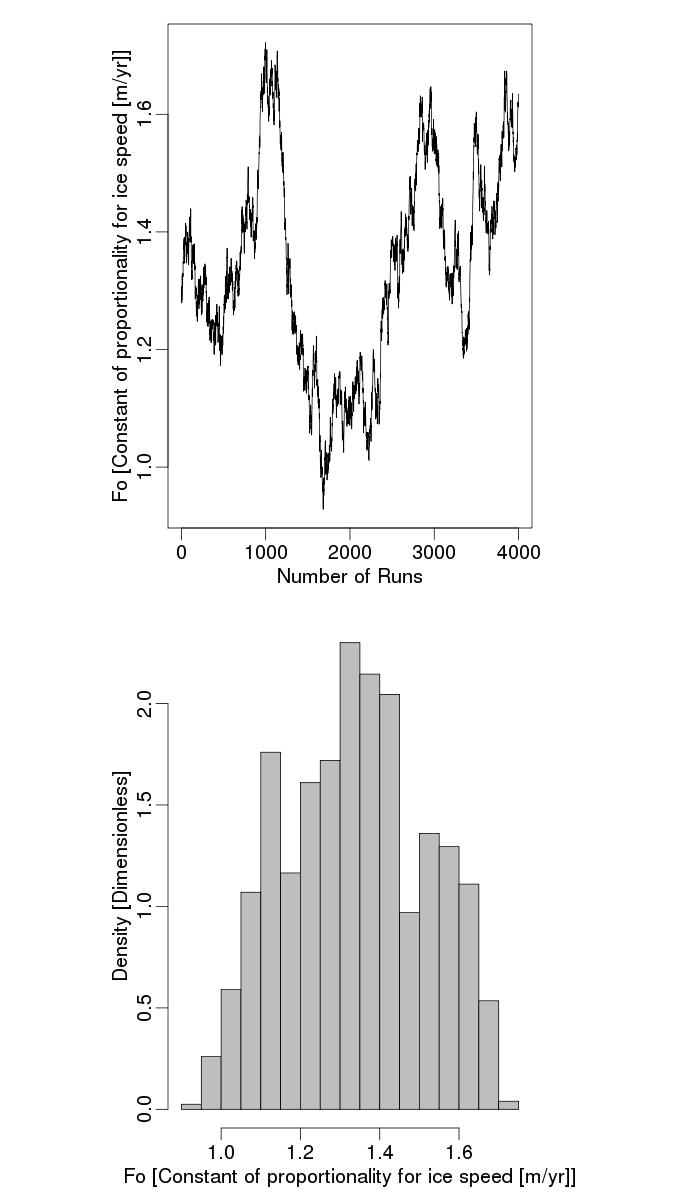 Fo [Constant of proportionality for ice speed [m/yr]]
1.6
1.4
1.2
1.0
0 1000 2000 3000 4000
Number of Runs
Density [Dimensionless]
2.0
1.5
1.0
0.5
0.0
1.0 1.2 1.4 1.6
Fo [Constant of proportionality for ice speed [m/yr]]